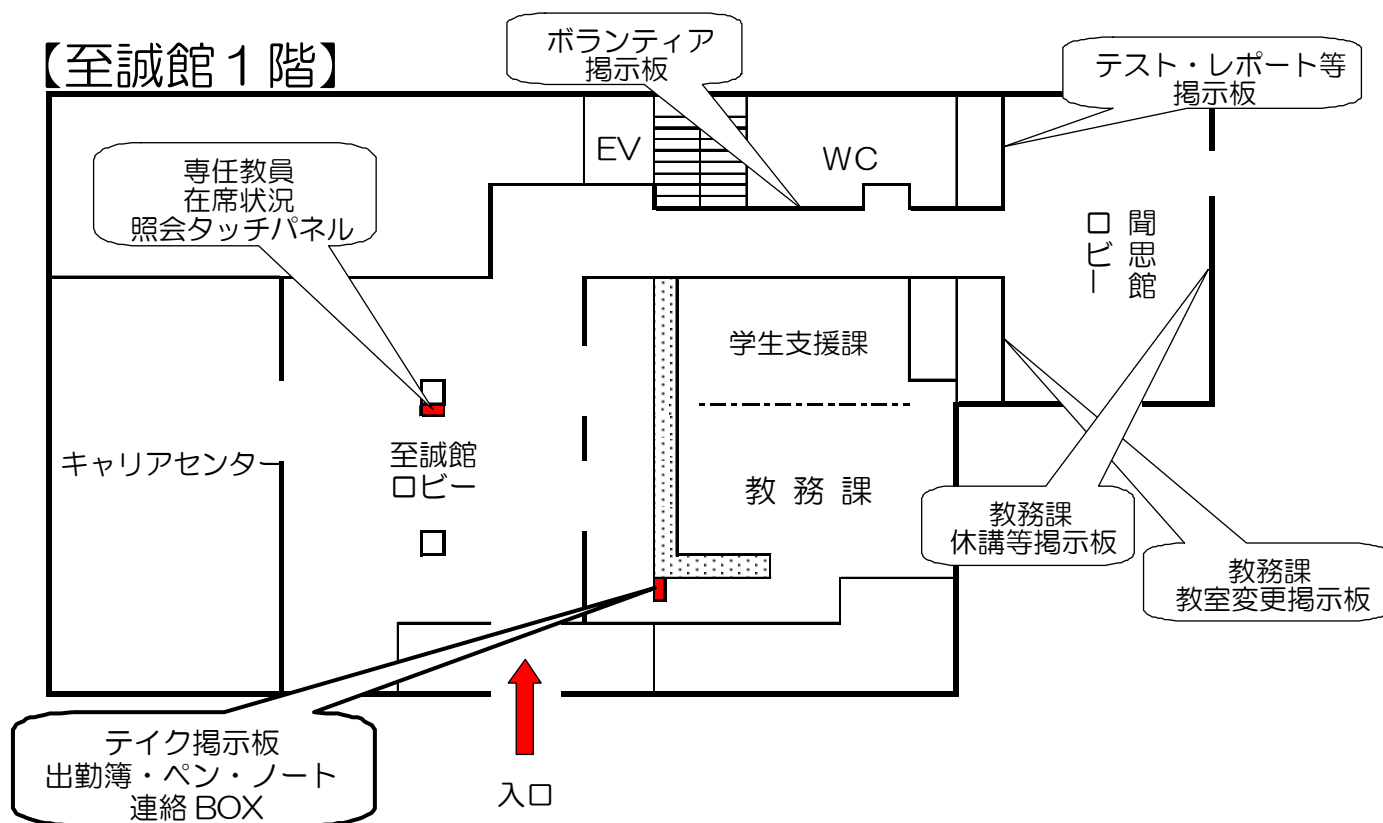 【至誠館1階】
ボランティア
掲示板
テスト・レポート等
掲示板
専任教員
在席状況
照会タッチパネル
EV
WC
聞思館
ロビー
学生支援課
キャリアセンター
至誠館
ロビー
教務課
教務課
休講等掲示板
教務課
教室変更掲示板
テイク掲示板
出勤簿・ペン・ノート
連絡BOX
入口